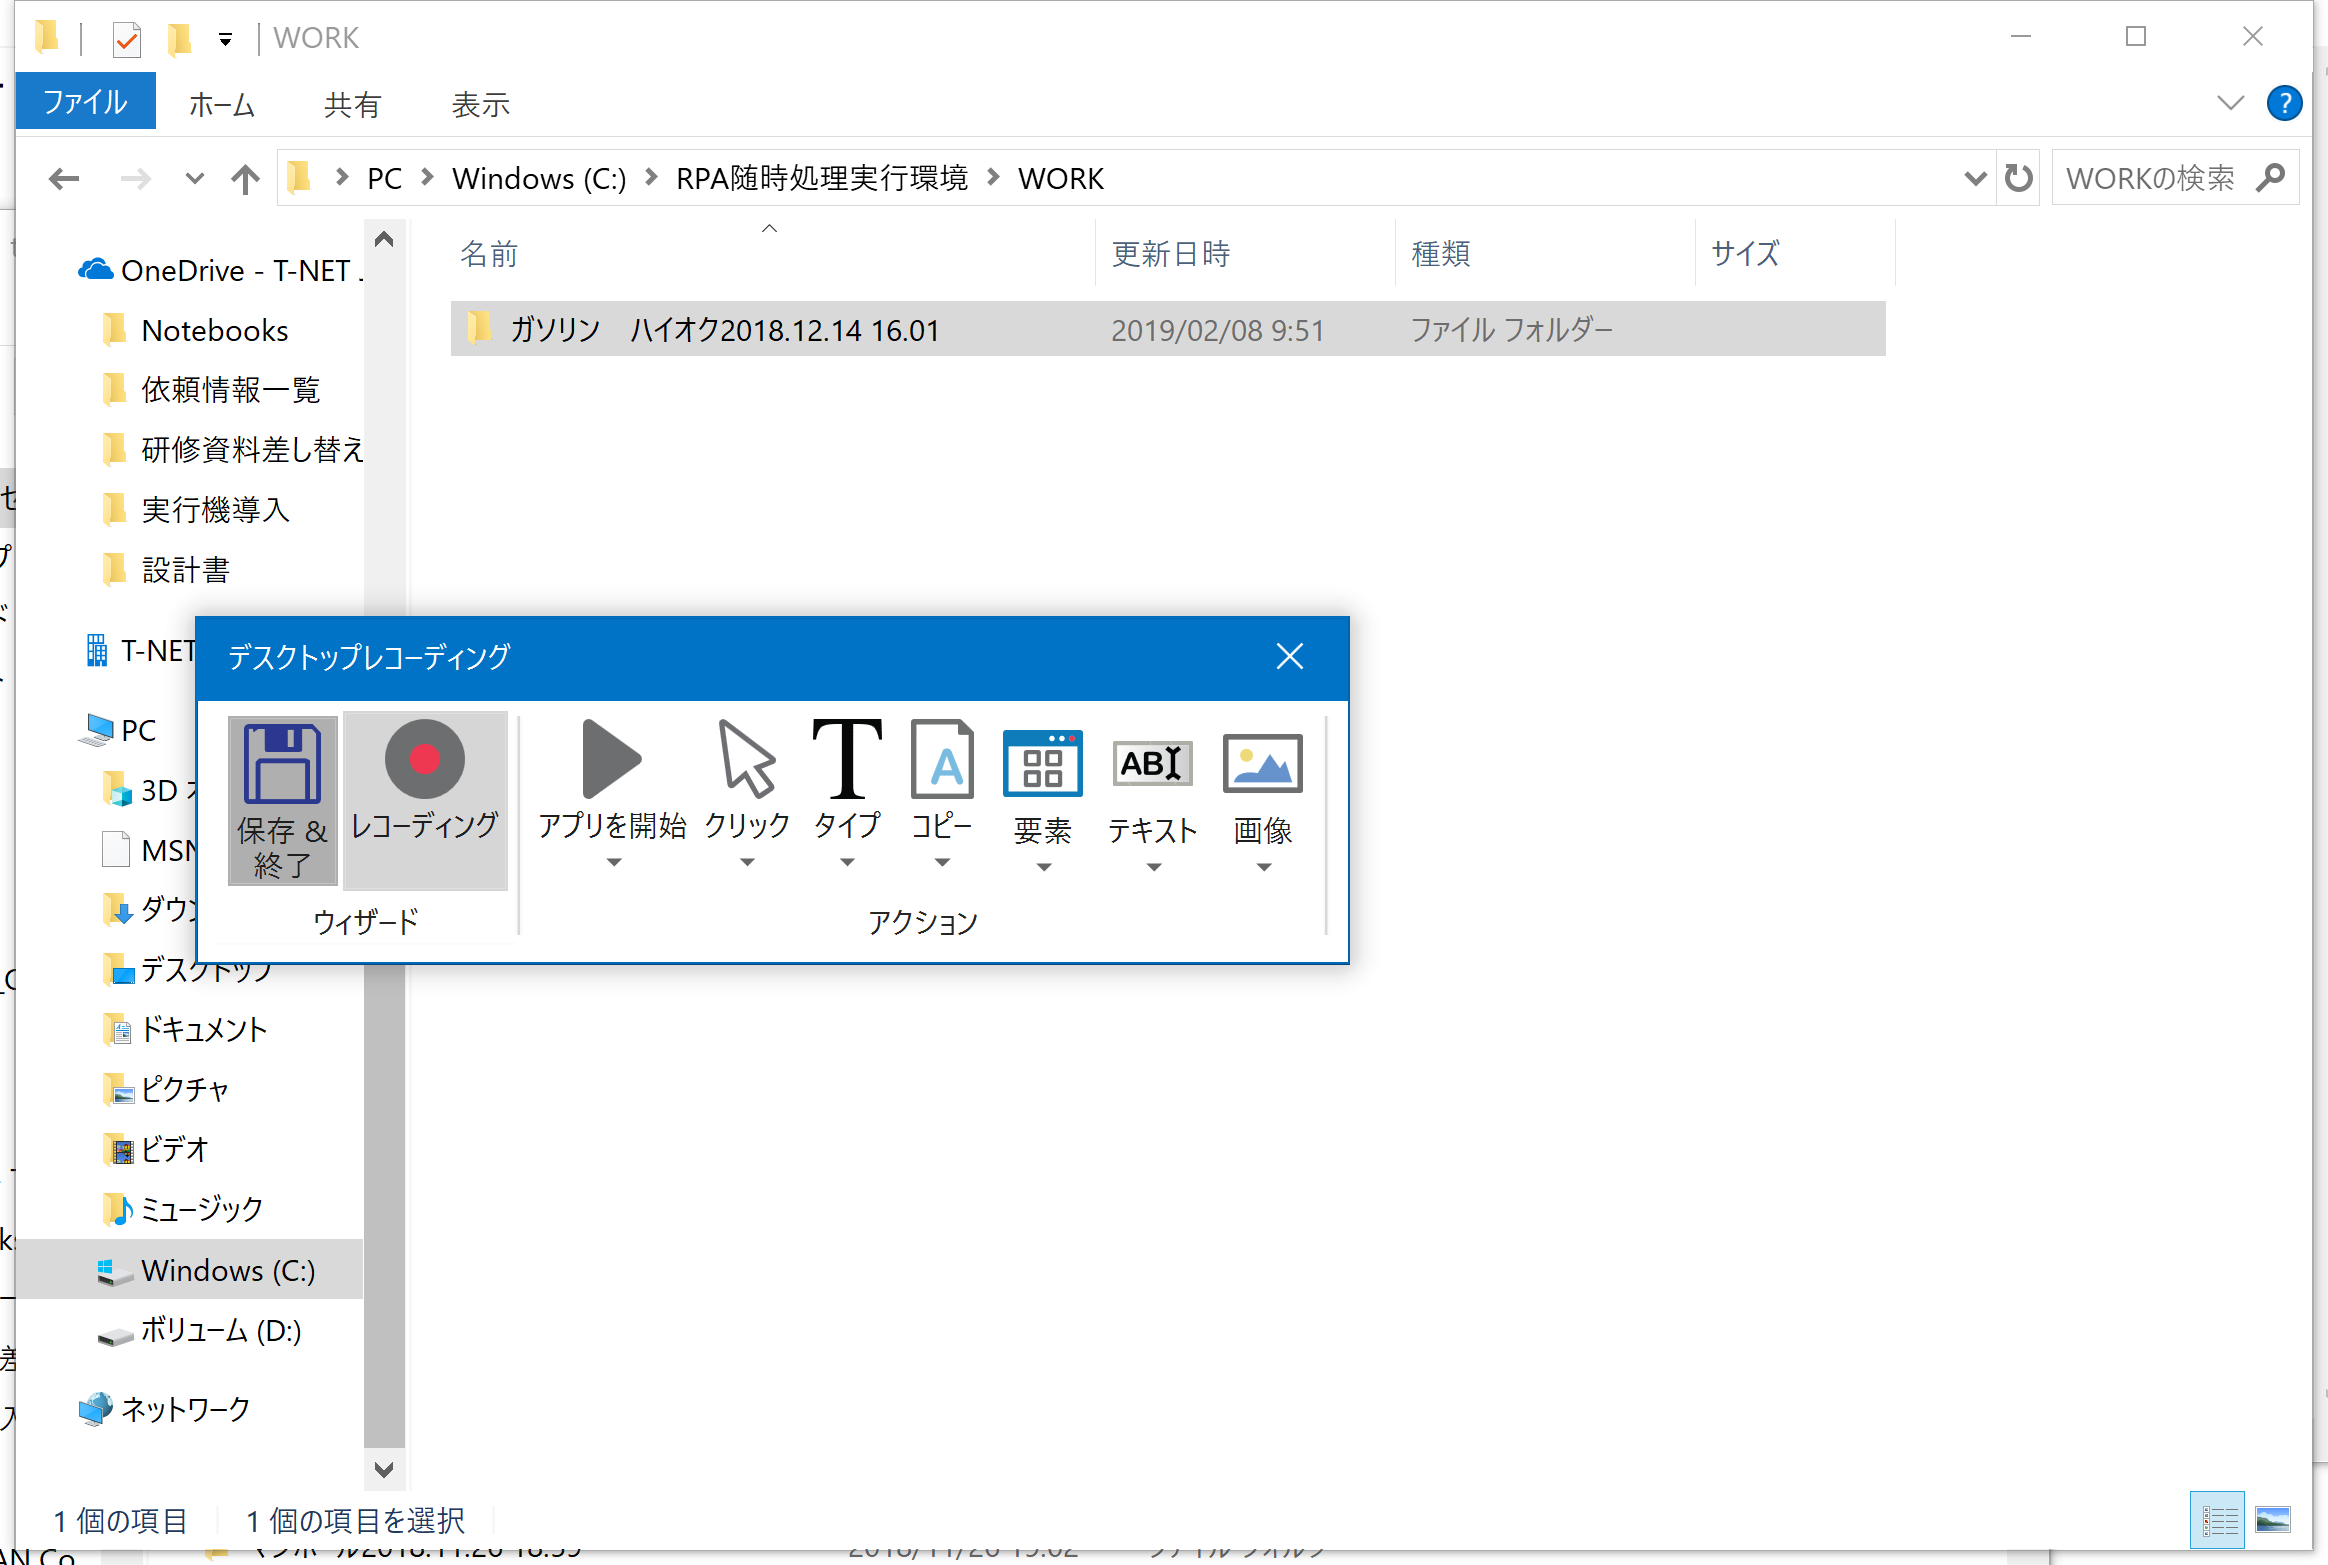 WORK
ファイル ホーム 共有 表示
PC Windows (C:) RPA随時処理実行環境 WORK
WORKの検索
名前 更新日時 種類 サイズ
ガソリン　ハイオク2018.12.14 16.01 2019/02/08 9:51 ファイル フォルダー
OneDrive - T-NET
Notebooks
依頼情報一覧
研修資料差し替え
実行機導入
設計書
T-NET
PC
3D
MSN
ダウン
デスクトップ
ドキュメント
ピクチャ
ビデオ
ミュージック
Windows (C:)
ボリューム (D:)
ネットワーク
デスクトップレコーディング
保存 &
終了
レコーディング
アプリを開始
クリック
タイプ
コピー
要素
テキスト
画像
ウィザード
アクション
1 個の項目 1 個の項目を選択